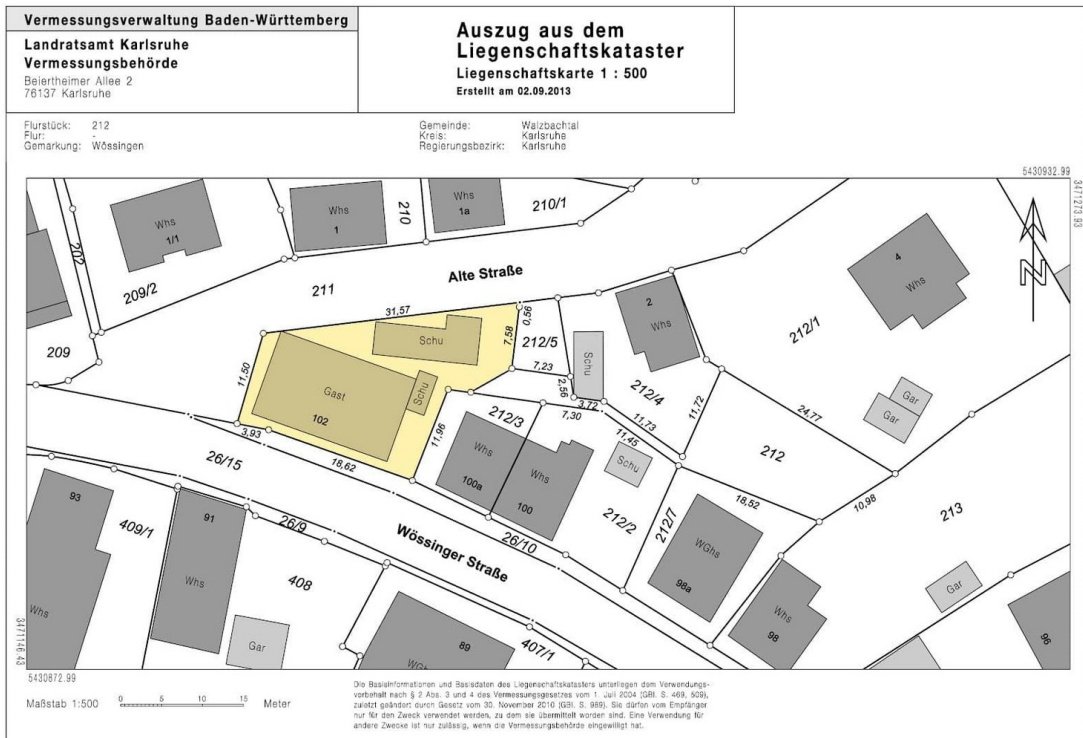 Vermessungsverwaltung Baden-Württemberg
Landratsamt Karlsruhe
Vermessungsbehörde
Beiertheimer Allee 2
76137 Karlsruhe
Auszug aus dem
Liegenschaftskataster
Liegenschaftskarte 1 : 500
Erstellt am 02.09.2013
Flurstück: 212
Flur: -
Gemarkung: Wössingen
Gemeinde: Walzbachtal
Kreis: Karlsruhe
Regierungsbezirk: Karlsruhe
5430932.99
3471273.93
Whs
1/1
Whs
1
210
Whs
1a
210/1
202
209/2
211
Alte Straße
N
4
Whs
2
Whs
212/1
209
31,57
0,56
7,58
212/5
Schu
Schu
11,50
Gast
102
Schu
7,23
2,56
3,72
212/4
11,72
24,77
Gar
Gar
3,93
18,62
11,96
212/3
7,30
11,73
11,45
Schu
212
18,52
10,98
213
26/15
Whs
100a
Whs
100
212/2
212/7
WGhs
98a
93
409/1
91
26/9
Wössinger Straße
26/10
Whs
Whs
408
Gar
89
407/1
Whs
98
Gar
96
3471146.43
5430872.99
Maßstab 1:500
0 5 10 15 Meter
Die Basisinformationen und Basisdaten des Liegenschaftskatasters unterliegen dem Verwendungs-
vorbehalt nach § 2 Abs. 3 und 4 des Vermessungsgesetzes vom 1. Juli 2004 (GBl. S. 469, 509),
zuletzt geändert durch Gesetz vom 30. November 2010 (GBl. S. 989). Sie dürfen vom Empfänger
nur für den Zweck verwendet werden, zu dem sie übermittelt worden sind. Eine Verwendung für
andere Zwecke ist nur zulässig, wenn die Vermessungsbehörde eingewilligt hat.